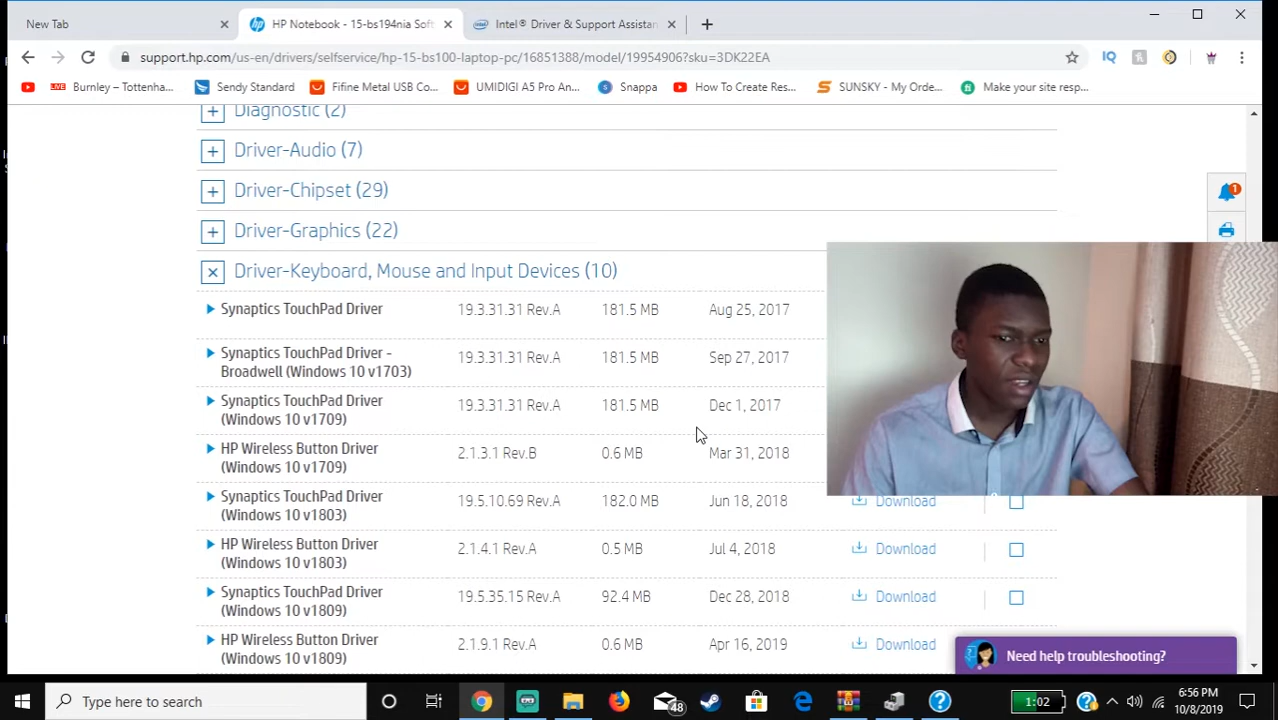 New Tab
HP Notebook - 15-bs194nia Soft
Intel® Driver & Support Assistan
support.hp.com/us-en/drivers/selfservice/hp-15-bs100-laptop-pc/16851388/model/19954906?sku=3DK22EA
IQ
LIVE Burnley – Tottenha...
Sendy Standard
Fifine Metal USB Co...
UMIDIGI A5 Pro An...
Snappa
How To Create Res...
SUNSKY - My Orde...
fi Make your site resp...
Diagnostic (2)
Driver-Audio (7)
Driver-Chipset (29)
Driver-Graphics (22)
Driver-Keyboard, Mouse and Input Devices (10)
Synaptics TouchPad Driver 19.3.31.31 Rev.A 181.5 MB Aug 25, 2017
Synaptics TouchPad Driver -
Broadwell (Windows 10 v1703) 19.3.31.31 Rev.A 181.5 MB Sep 27, 2017
Synaptics TouchPad Driver
(Windows 10 v1709) 19.3.31.31 Rev.A 181.5 MB Dec 1, 2017
HP Wireless Button Driver
(Windows 10 v1709) 2.1.3.1 Rev.B 0.6 MB Mar 31, 2018
Synaptics TouchPad Driver
(Windows 10 v1803) 19.5.10.69 Rev.A 182.0 MB Jun 18, 2018 Download
HP Wireless Button Driver
(Windows 10 v1803) 2.1.4.1 Rev.A 0.5 MB Jul 4, 2018 Download
Synaptics TouchPad Driver
(Windows 10 v1809) 19.5.35.15 Rev.A 92.4 MB Dec 28, 2018 Download
HP Wireless Button Driver
(Windows 10 v1809) 2.1.9.1 Rev.A 0.6 MB Apr 16, 2019 Download
1
Need help troubleshooting?
Type here to search
48
1:02
6:56 PM
10/8/2019